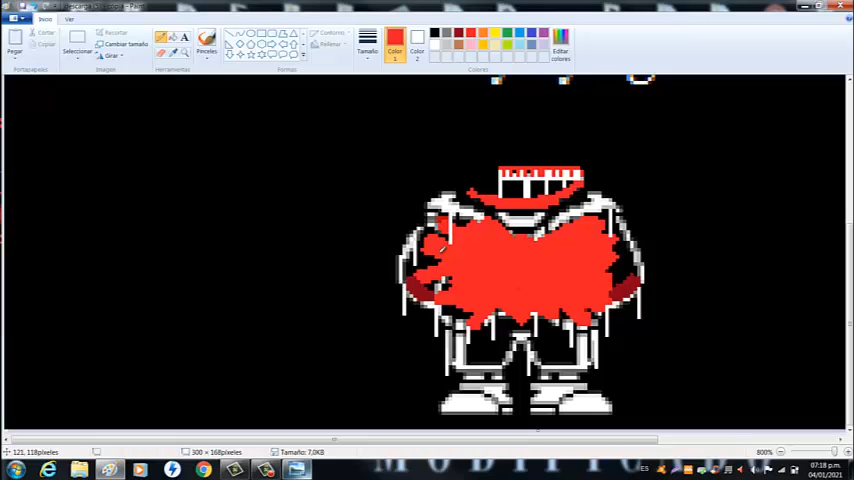 Inicio
Ver
Pegar
Cortar
Copiar
Portapapeles
Seleccionar
Recortar
Cambiar tamaño
Girar
Imagen
Herramientas
Pinceles
Formas
Contorno
Rellenar
Tamaño
Color 1
Color 2
Colores
Editar colores
121, 118píxeles
300 × 168píxeles
Tamaño: 7,0KB
800%
ES
07:18 p.m.
04/01/2021